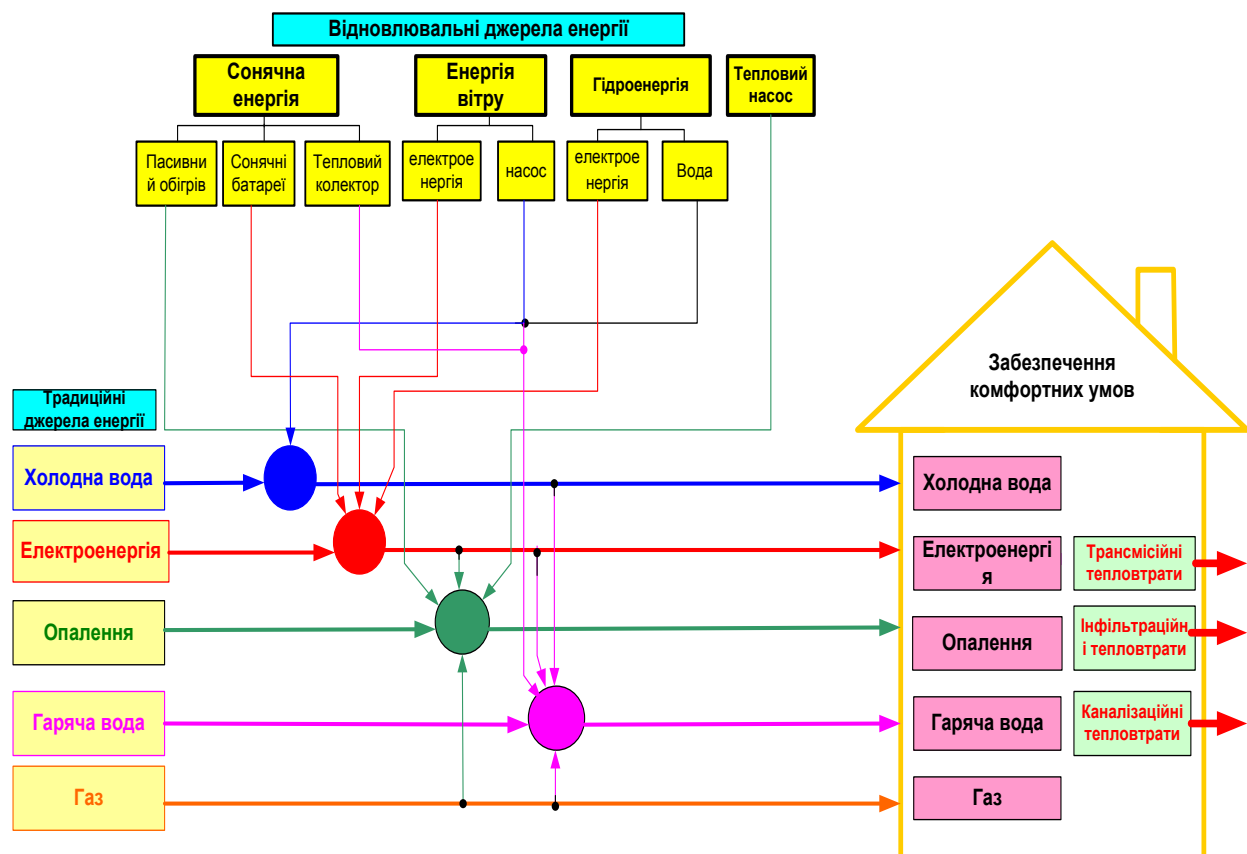 Відновлювальні джерела енергії
Сонячна
енергія
Енергія
вітру
Гідроенергія
Тепловий
насос
Пасивни
й обігрів
Сонячні
батареї
Тепловий
колектор
електрое
нергія
насос
електрое
нергія
Вода
Забезпечення
комфортних умов
Традиційні
джерела енергії
Холодна вода
Електроенергія
Опалення
Гаряча вода
Газ
Холодна вода
Електроенергі
я
Опалення
Гаряча вода
Газ
Трансмісійні
тепловтрати
Інфільтраційн
і тепловтрати
Каналізаційні
тепловтрати